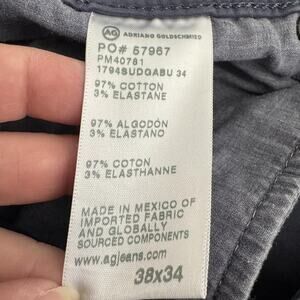 AG ADRIANO GOLDSCHMIED
PO# 57967
PM40781
1794SUDGABU 34
97% COTTON
3% ELASTANE
97% ALGODÓN
3% ELASTANO
97% COTON
3% ELASTHANNE
MADE IN MEXICO OF
IMPORTED FABRIC
AND GLOBALLY
SOURCED COMPONENTS
www.agjeans.com
38x34